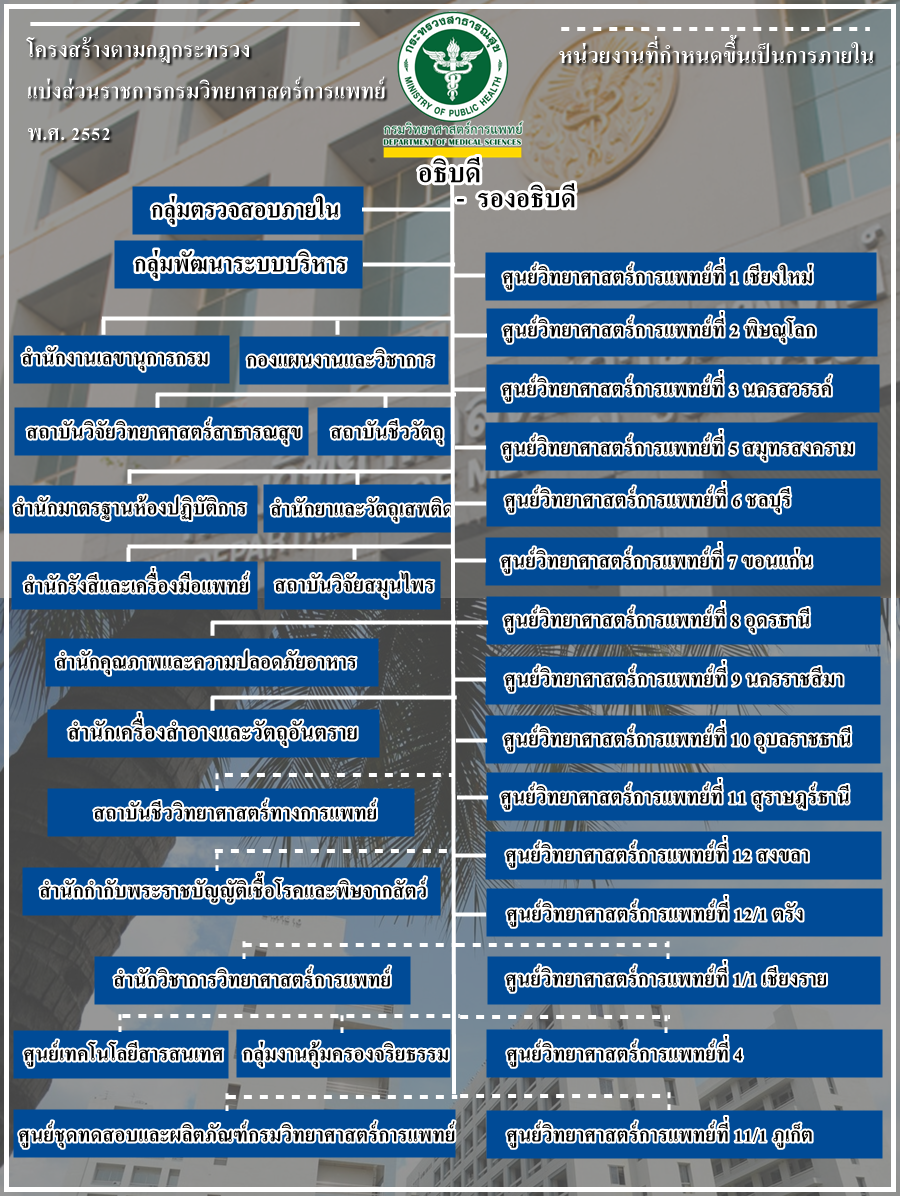 โครงสร้างตามกฎกระทรวง
แบ่งส่วนราชการกรมวิทยาศาสตร์การแพทย์
พ.ศ. 2552
กระทรวงสาธารณสุข
MINISTRY OF PUBLIC HEALTH
กรมวิทยาศาสตร์การแพทย์
DEPARTMENT OF MEDICAL SCIENCES
หน่วยงานที่กำหนดขึ้นเป็นการภายใน
อธิบดี
- รองอธิบดี
กลุ่มตรวจสอบภายใน
กลุ่มพัฒนาระบบบริหาร
สำนักงานเลขานุการกรม
กองแผนงานและวิชาการ
สถาบันวิจัยวิทยาศาสตร์สาธารณสุข
สถาบันชีววัตถุ
สำนักมาตรฐานห้องปฏิบัติการ
สำนักยาและวัตถุเสพติด
สำนักรังสีและเครื่องมือแพทย์
สถาบันวิจัยสมุนไพร
สำนักคุณภาพและความปลอดภัยอาหาร
สำนักเครื่องสำอางและวัตถุอันตราย
สถาบันชีววิทยาศาสตร์ทางการแพทย์
สำนักกำกับพระราชบัญญัติเชื้อโรคและพิษจากสัตว์
สำนักวิชาการวิทยาศาสตร์การแพทย์
ศูนย์เทคโนโลยีสารสนเทศ
กลุ่มงานคุ้มครองจริยธรรม
ศูนย์ชุดทดสอบและผลิตภัณฑ์กรมวิทยาศาสตร์การแพทย์
ศูนย์วิทยาศาสตร์การแพทย์ที่ 1 เชียงใหม่
ศูนย์วิทยาศาสตร์การแพทย์ที่ 2 พิษณุโลก
ศูนย์วิทยาศาสตร์การแพทย์ที่ 3 นครสวรรค์
ศูนย์วิทยาศาสตร์การแพทย์ที่ 5 สมุทรสงคราม
ศูนย์วิทยาศาสตร์การแพทย์ที่ 6 ชลบุรี
ศูนย์วิทยาศาสตร์การแพทย์ที่ 7 ขอนแก่น
ศูนย์วิทยาศาสตร์การแพทย์ที่ 8 อุดรธานี
ศูนย์วิทยาศาสตร์การแพทย์ที่ 9 นครราชสีมา
ศูนย์วิทยาศาสตร์การแพทย์ที่ 10 อุบลราชธานี
ศูนย์วิทยาศาสตร์การแพทย์ที่ 11 สุราษฎร์ธานี
ศูนย์วิทยาศาสตร์การแพทย์ที่ 12 สงขลา
ศูนย์วิทยาศาสตร์การแพทย์ที่ 12/1 ตรัง
ศูนย์วิทยาศาสตร์การแพทย์ที่ 1/1 เชียงราย
ศูนย์วิทยาศาสตร์การแพทย์ที่ 4
ศูนย์วิทยาศาสตร์การแพทย์ที่ 11/1 ภูเก็ต